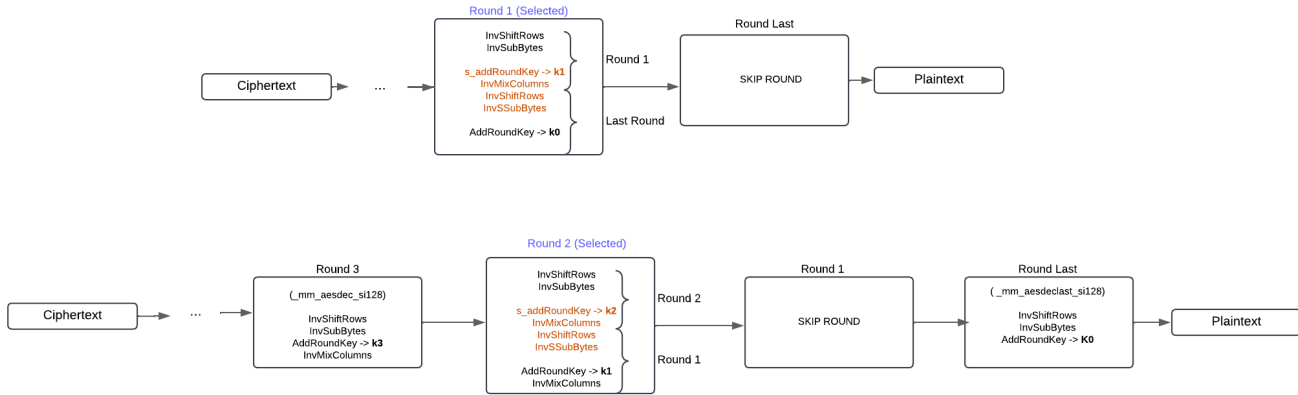 Round 1 (Selected)
Round Last
InvShiftRows
InvSubBytes
s_addRoundKey -> k1
InvMixColumns
InvShiftRows
InvSSubBytes
AddRoundKey -> k0
Round 1
Last Round
Ciphertext
...
SKIP ROUND
Plaintext
Round 2 (Selected)
Round 3
Round 1
Round Last
Ciphertext
...
(_mm_aesdec_si128)
InvShiftRows
InvSubBytes
AddRoundKey -> k3
InvMixColumns
InvShiftRows
InvSubBytes
s_addRoundKey -> k2
InvMixColumns
InvShiftRows
InvSSubBytes
AddRoundKey -> k1
InvMixColumns
Round 2
Round 1
SKIP ROUND
( _mm_aesdeclast_si128)
InvShiftRows
InvSubBytes
AddRoundKey -> K0
Plaintext